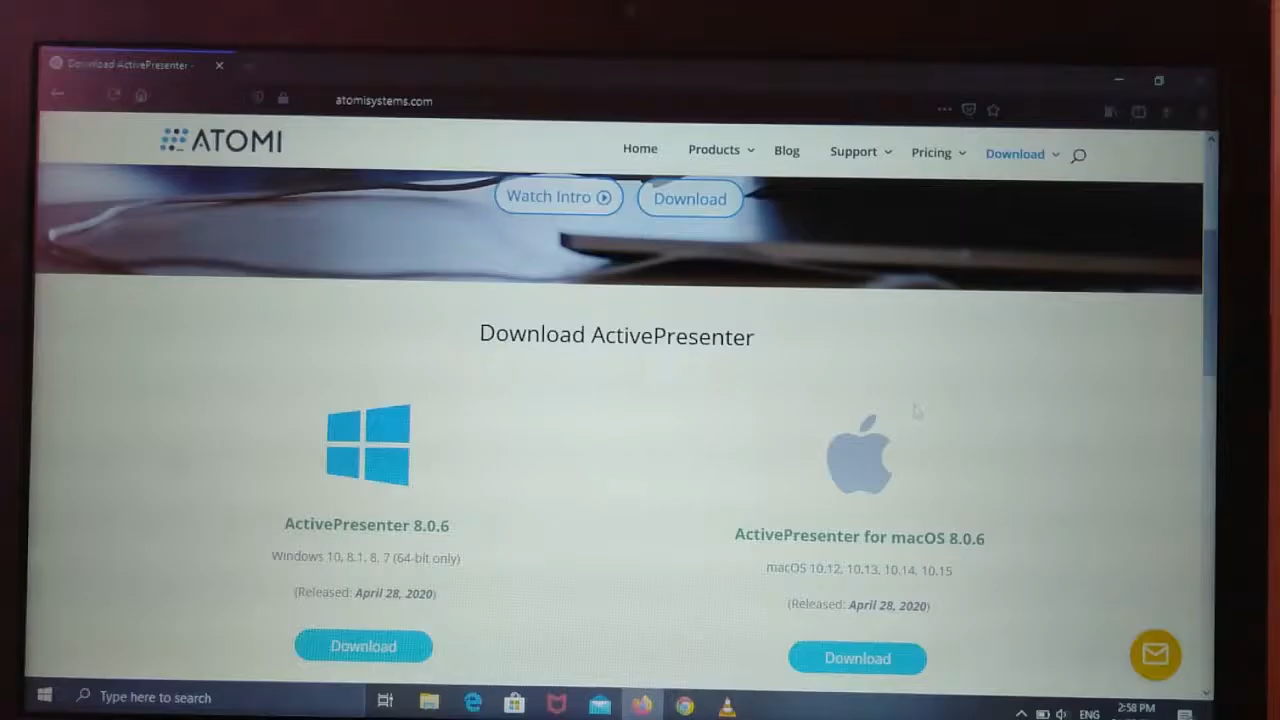 Download ActivePresenter
atomisystems.com
ATOMI
Home Products Blog Support Pricing Download
Watch Intro Download
Download ActivePresenter
ActivePresenter 8.0.6
Windows 10, 8.1, 8, 7 (64-bit only)
(Released: April 28, 2020)
Download
ActivePresenter for macOS 8.0.6
macOS 10.12, 10.13, 10.14, 10.15
(Released: April 28, 2020)
Download
Type here to search
ENG
2:58 PM